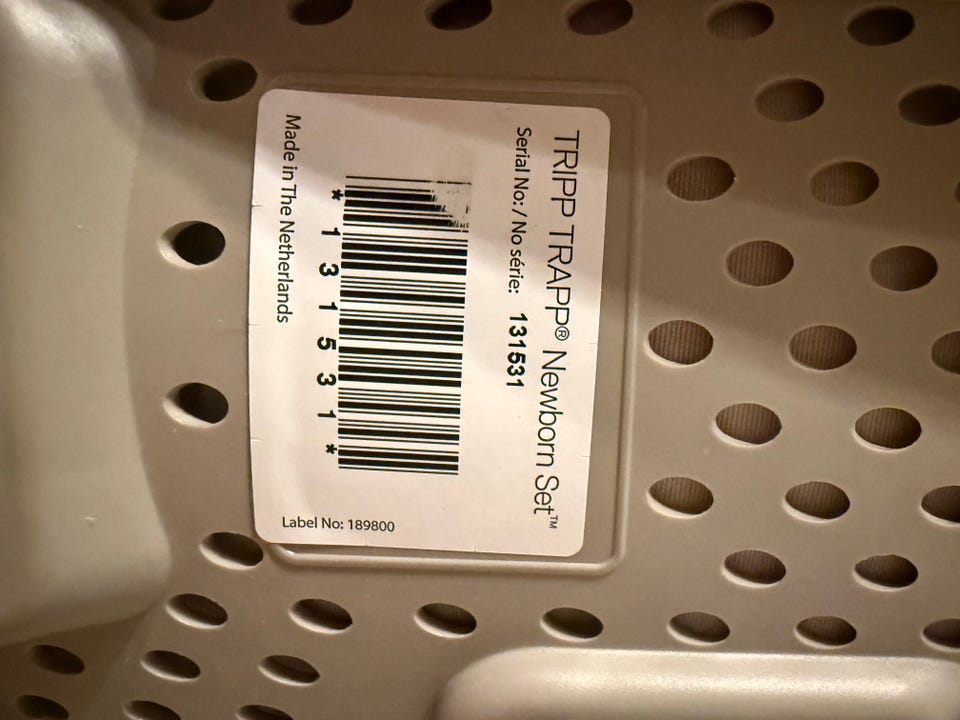 TRIPP TRAPP® Newborn Set™
Serial No: / No série: 131531
*131531*
Made in The Netherlands
Label No: 189800